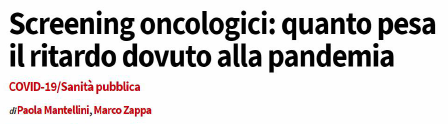 Screening oncologici: quanto pesa
il ritardo dovuto alla pandemia
COVID-19/Sanità pubblica
di Paola Mantellini, Marco Zappa